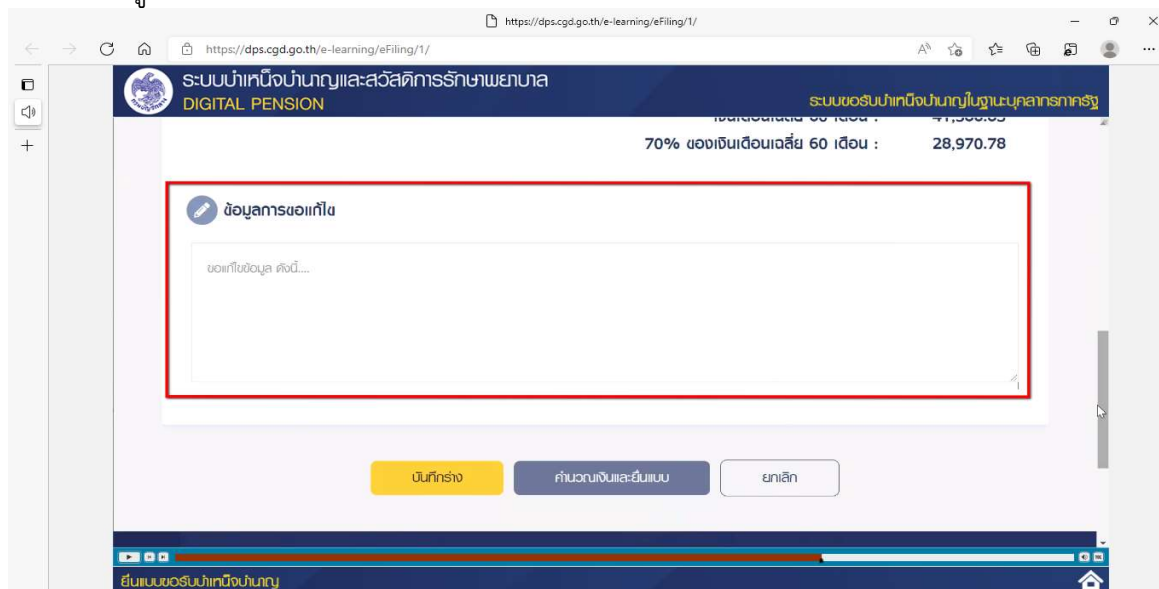 https://dps.cgd.go.th/e-learning/eFiling/1/
https://dps.cgd.go.th/e-learning/eFiling/1/
ระบบบำเหน็จบำนาญและสวัสดิการรักษาพยาบาล
DIGITAL PENSION
ระบบขอรับบำเหน็จบำนาญในฐานะบุคลากรภาครัฐ
70% ของเงินเดือนเฉลี่ย 60 เดือน : 28,970.78
ข้อมูลการขอแก้ไข
ขอแก้ไขข้อมูล ดังนี้....
บันทึกร่าง
คำนวณเงินและยื่นแบบ
ยกเลิก
ยื่นแบบขอรับบำเหน็จบำนาญ